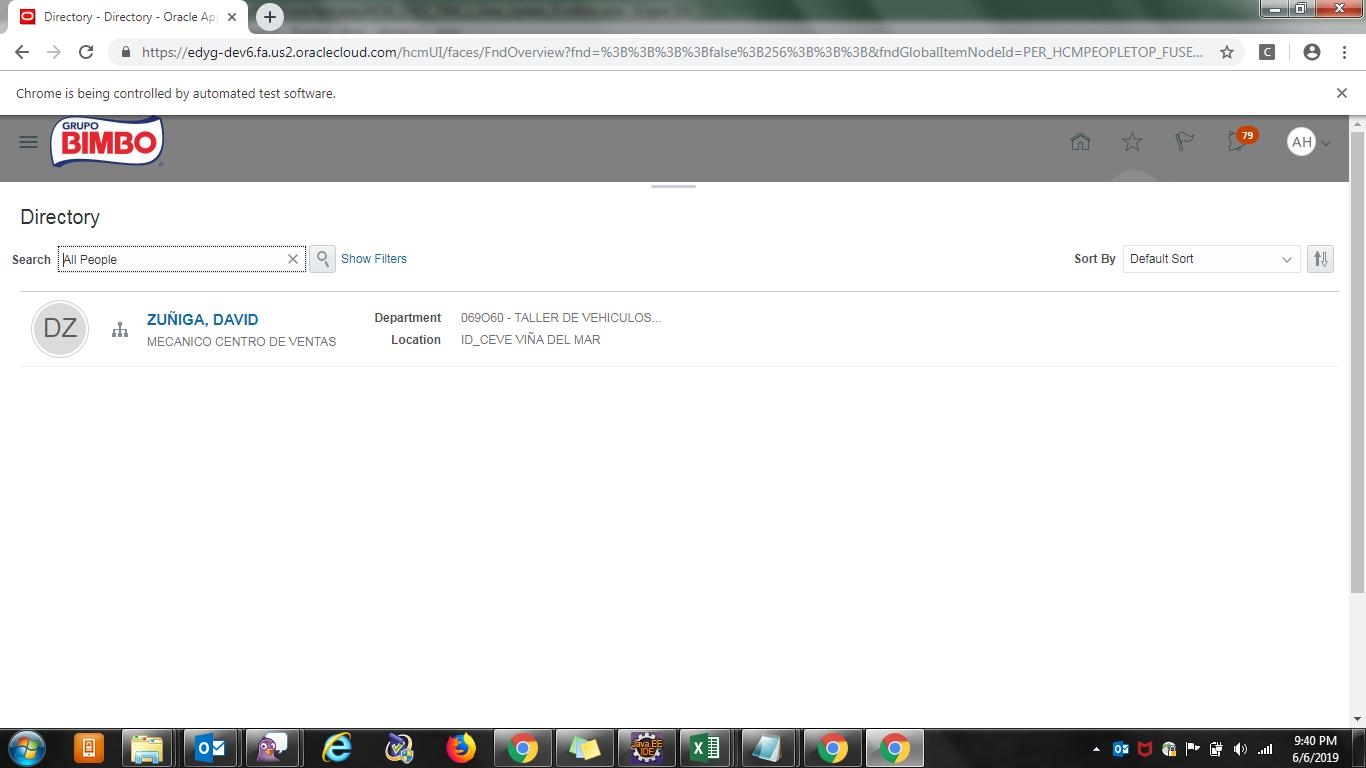 Directory - Directory - Oracle Ap
https://edyg-dev6.fa.us2.oraclecloud.com/hcmUI/faces/FndOverview?fnd=%3B%3B%3B%3Bfalse%3B256%3B%3B%3B&fndGlobalItemNodeId=PER_HCMPEOPLETOP_FUSE...
C
Chrome is being controlled by automated test software.
GRUPO
BIMBO
79
AH
Directory
Search All People Show Filters Sort By Default Sort
DZ
ZUÑIGA, DAVID Department 069O60 - TALLER DE VEHICULOS...
MECANICO CENTRO DE VENTAS Location ID_CEVE VIÑA DEL MAR
Java EE
IDE
9:40 PM
6/6/2019